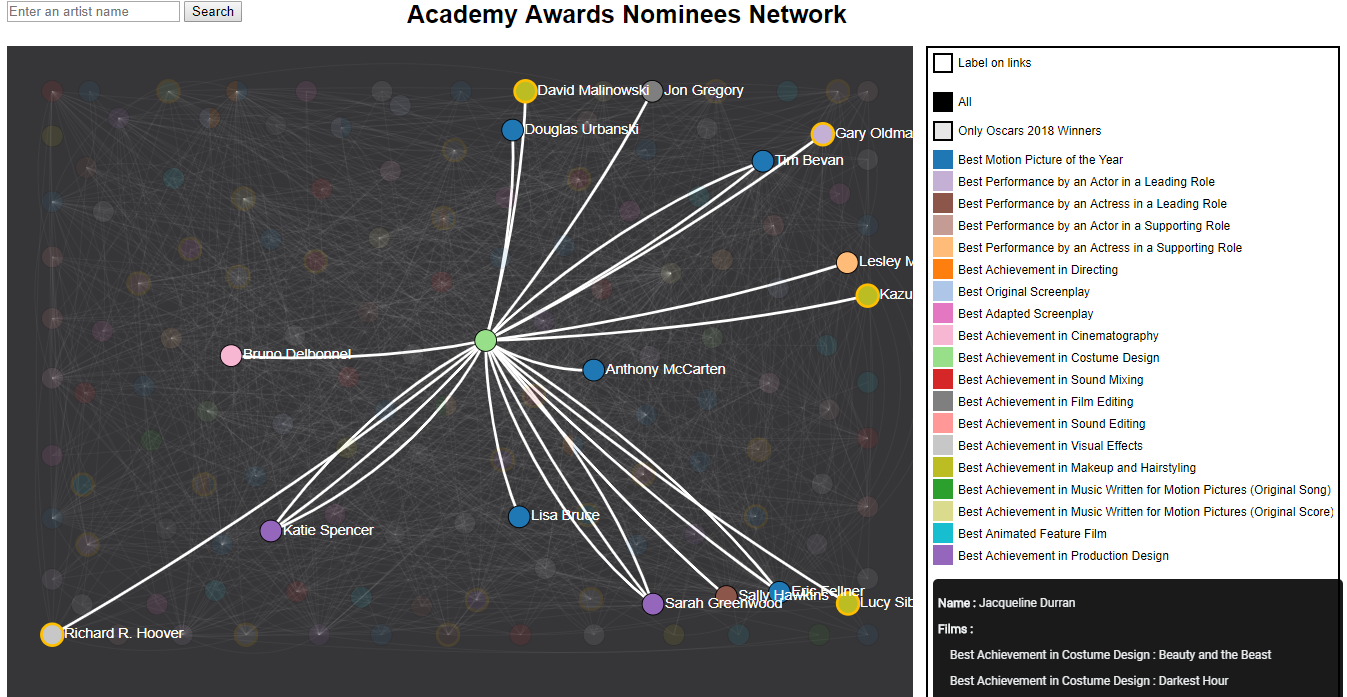 Enter an artist name
Search
Academy Awards Nominees Network
David Malinowski
Jon Gregory
Douglas Urbanski
Gary Oldma
Tim Bevan
Lesley M
Kazu
Bruno Delbonnel
Anthony McCarten
Lisa Bruce
Katie Spencer
Eric Fellner
Sally Hawkins
Sarah Greenwood
Lucy Sib
Richard R. Hoover
Label on links
All
Only Oscars 2018 Winners
Best Motion Picture of the Year
Best Performance by an Actor in a Leading Role
Best Performance by an Actress in a Leading Role
Best Performance by an Actor in a Supporting Role
Best Performance by an Actress in a Supporting Role
Best Achievement in Directing
Best Original Screenplay
Best Adapted Screenplay
Best Achievement in Cinematography
Best Achievement in Costume Design
Best Achievement in Sound Mixing
Best Achievement in Film Editing
Best Achievement in Sound Editing
Best Achievement in Visual Effects
Best Achievement in Makeup and Hairstyling
Best Achievement in Music Written for Motion Pictures (Original Song)
Best Achievement in Music Written for Motion Pictures (Original Score)
Best Animated Feature Film
Best Achievement in Production Design
Name : Jacqueline Durran
Films :
Best Achievement in Costume Design : Beauty and the Beast
Best Achievement in Costume Design : Darkest Hour